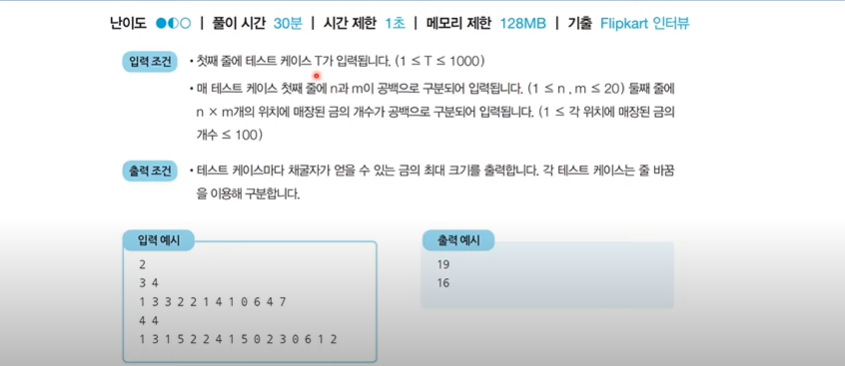 난이도 | 풀이 시간 30분 | 시간 제한 1초 | 메모리 제한 128MB | 기출 Flipkart 인터뷰
입력 조건 • 첫째 줄에 테스트 케이스 T가 입력됩니다. (1 ≤ T ≤ 1000)
• 매 테스트 케이스 첫째 줄에 n과 m이 공백으로 구분되어 입력됩니다. (1 ≤ n , m ≤ 20) 둘째 줄에
n × m개의 위치에 매장된 금의 개수가 공백으로 구분되어 입력됩니다. (1 ≤ 각 위치에 매장된 금의
개수 ≤ 100)
출력 조건 • 테스트 케이스마다 채굴자가 얻을 수 있는 금의 최대 크기를 출력합니다. 각 테스트 케이스는 줄 바꿈
을 이용해 구분합니다.
입력 예시
2
3 4
1 3 3 2 2 1 4 1 0 6 4 7
4 4
1 3 1 5 2 2 4 1 5 0 2 3 0 6 1 2
출력 예시
19
16